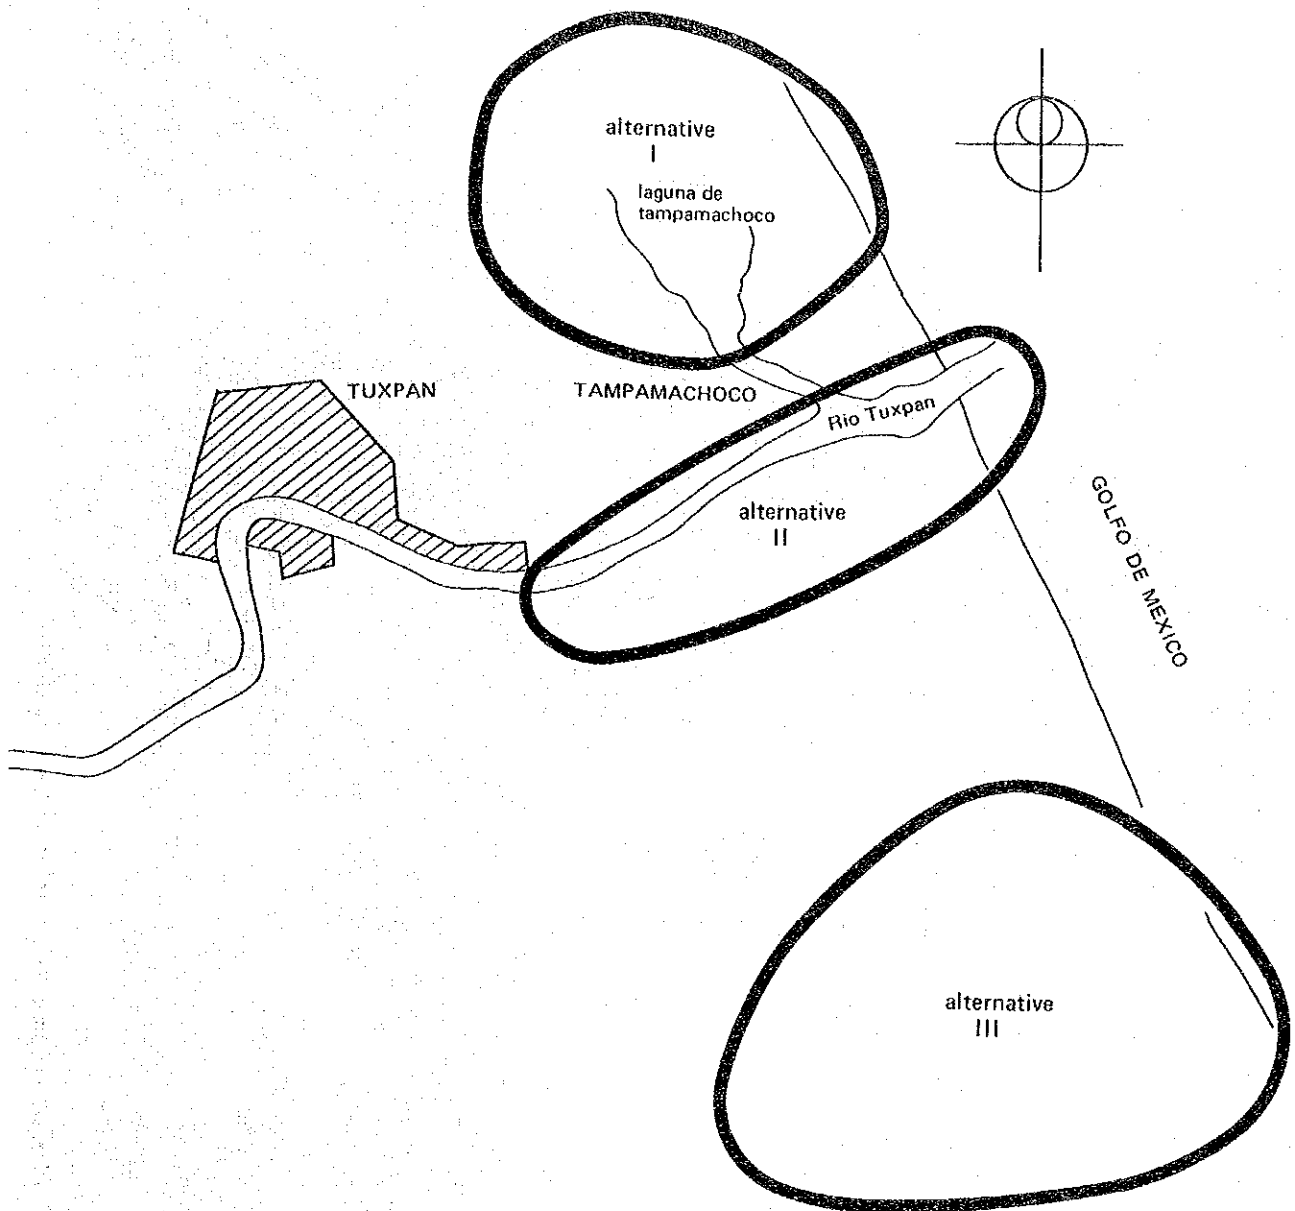 alternative
I
laguna de
tampamachoco
TUXPAN
TAMPAMACHOCO
Rio Tuxpan
alternative
II
GOLFO DE MEXICO
alternative
III